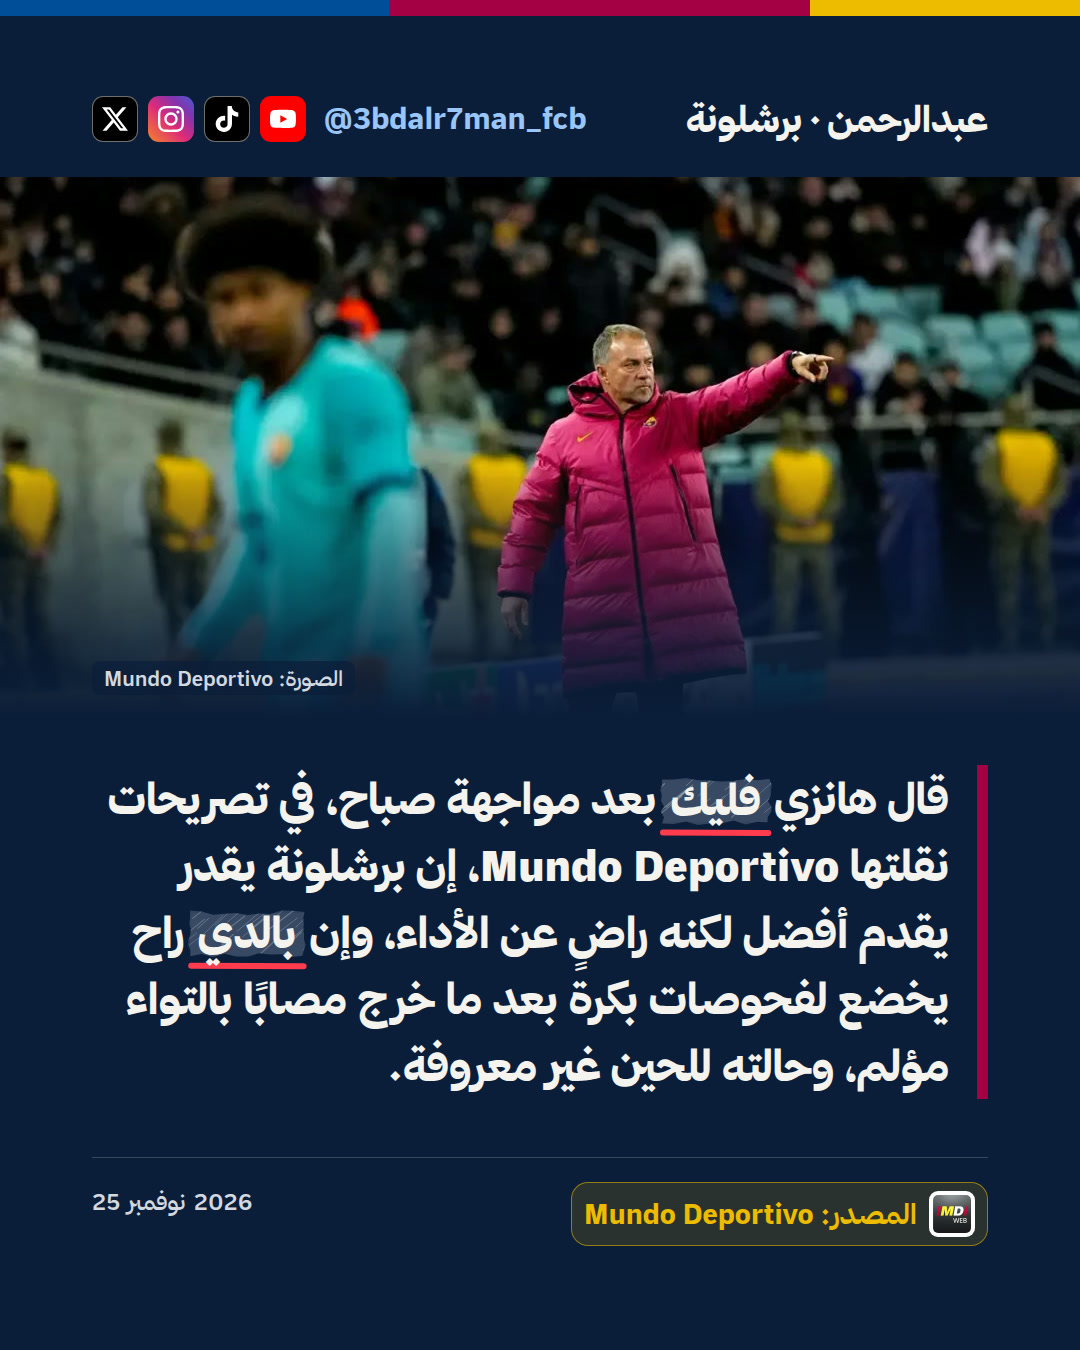 عبدالرحمن · برشلونة
@3bdalr7man_fcb
الصورة: Mundo Deportivo
قال هانزي فليك بعد مواجهة صباح، في تصريحات
نقلتها Mundo Deportivo، إن برشلونة يقدر
يقدم أفضل لكنه راضٍ عن الأداء، وإن بالدي راح
يخضع لفحوصات بكرة بعد ما خرج مصابًا بالتواء
مؤلم، وحالته للحين غير معروفة.
MD
WEB
المصدر: Mundo Deportivo
25 نوفمبر 2026